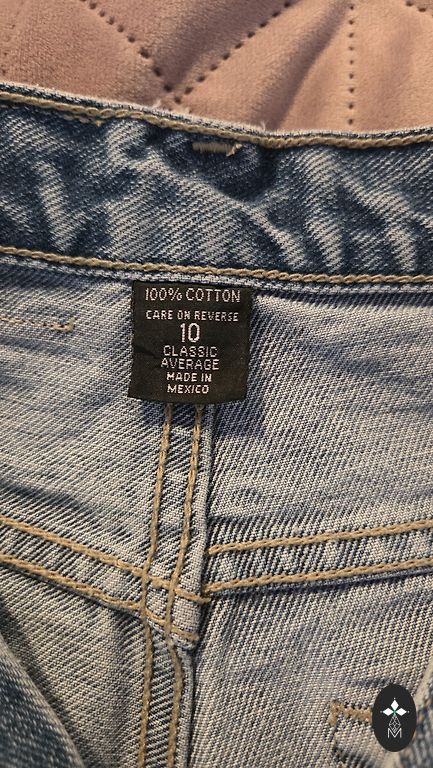 100% COTTON
CARE ON REVERSE
10
CLASSIC
AVERAGE
MADE IN
MEXICO